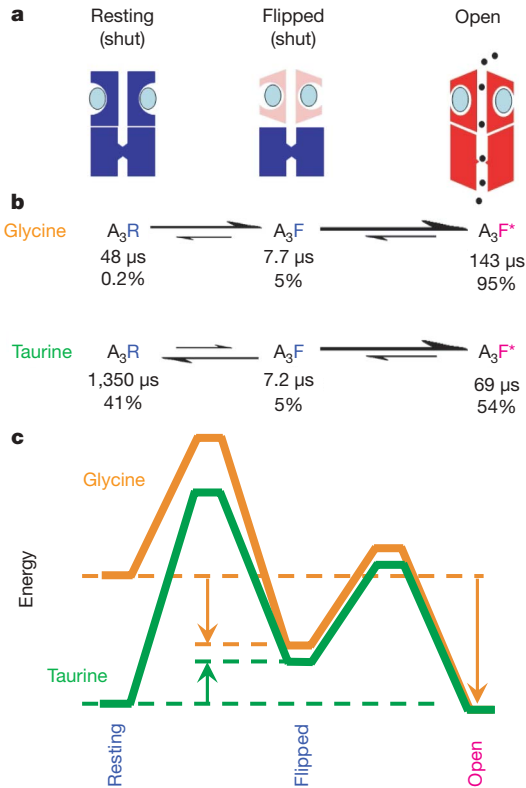 a
Resting
(shut)
Flipped
(shut)
Open
b
Glycine
A₃R
A₃F
A₃F*
48 µs
7.7 µs
143 µs
0.2%
5%
95%
Taurine
A₃R
A₃F
A₃F*
1,350 µs
7.2 µs
69 µs
41%
5%
54%
c
Glycine
Energy
Taurine
Resting
Flipped
Open